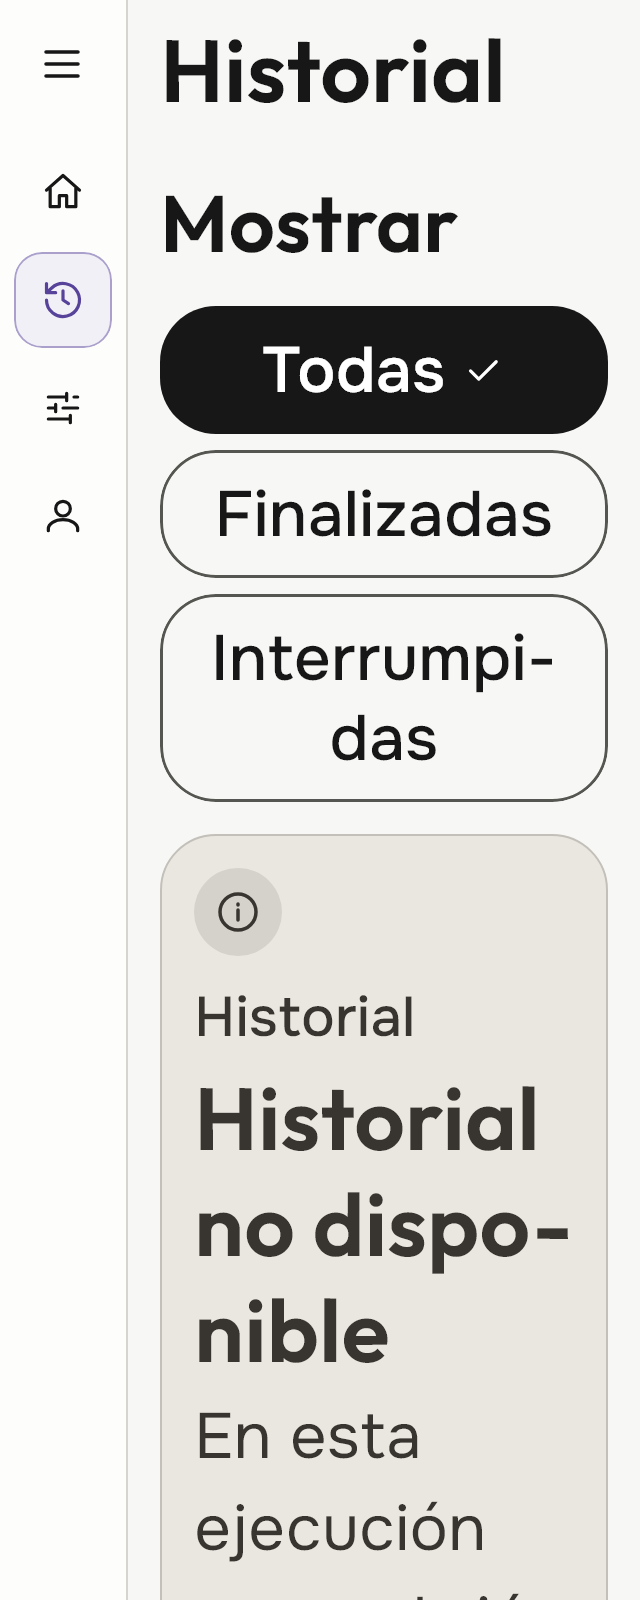 Historial
Mostrar
Todas
Finalizadas
Interrumpi-
das
Historial
Historial
no dispo-
nible
En esta
ejecución